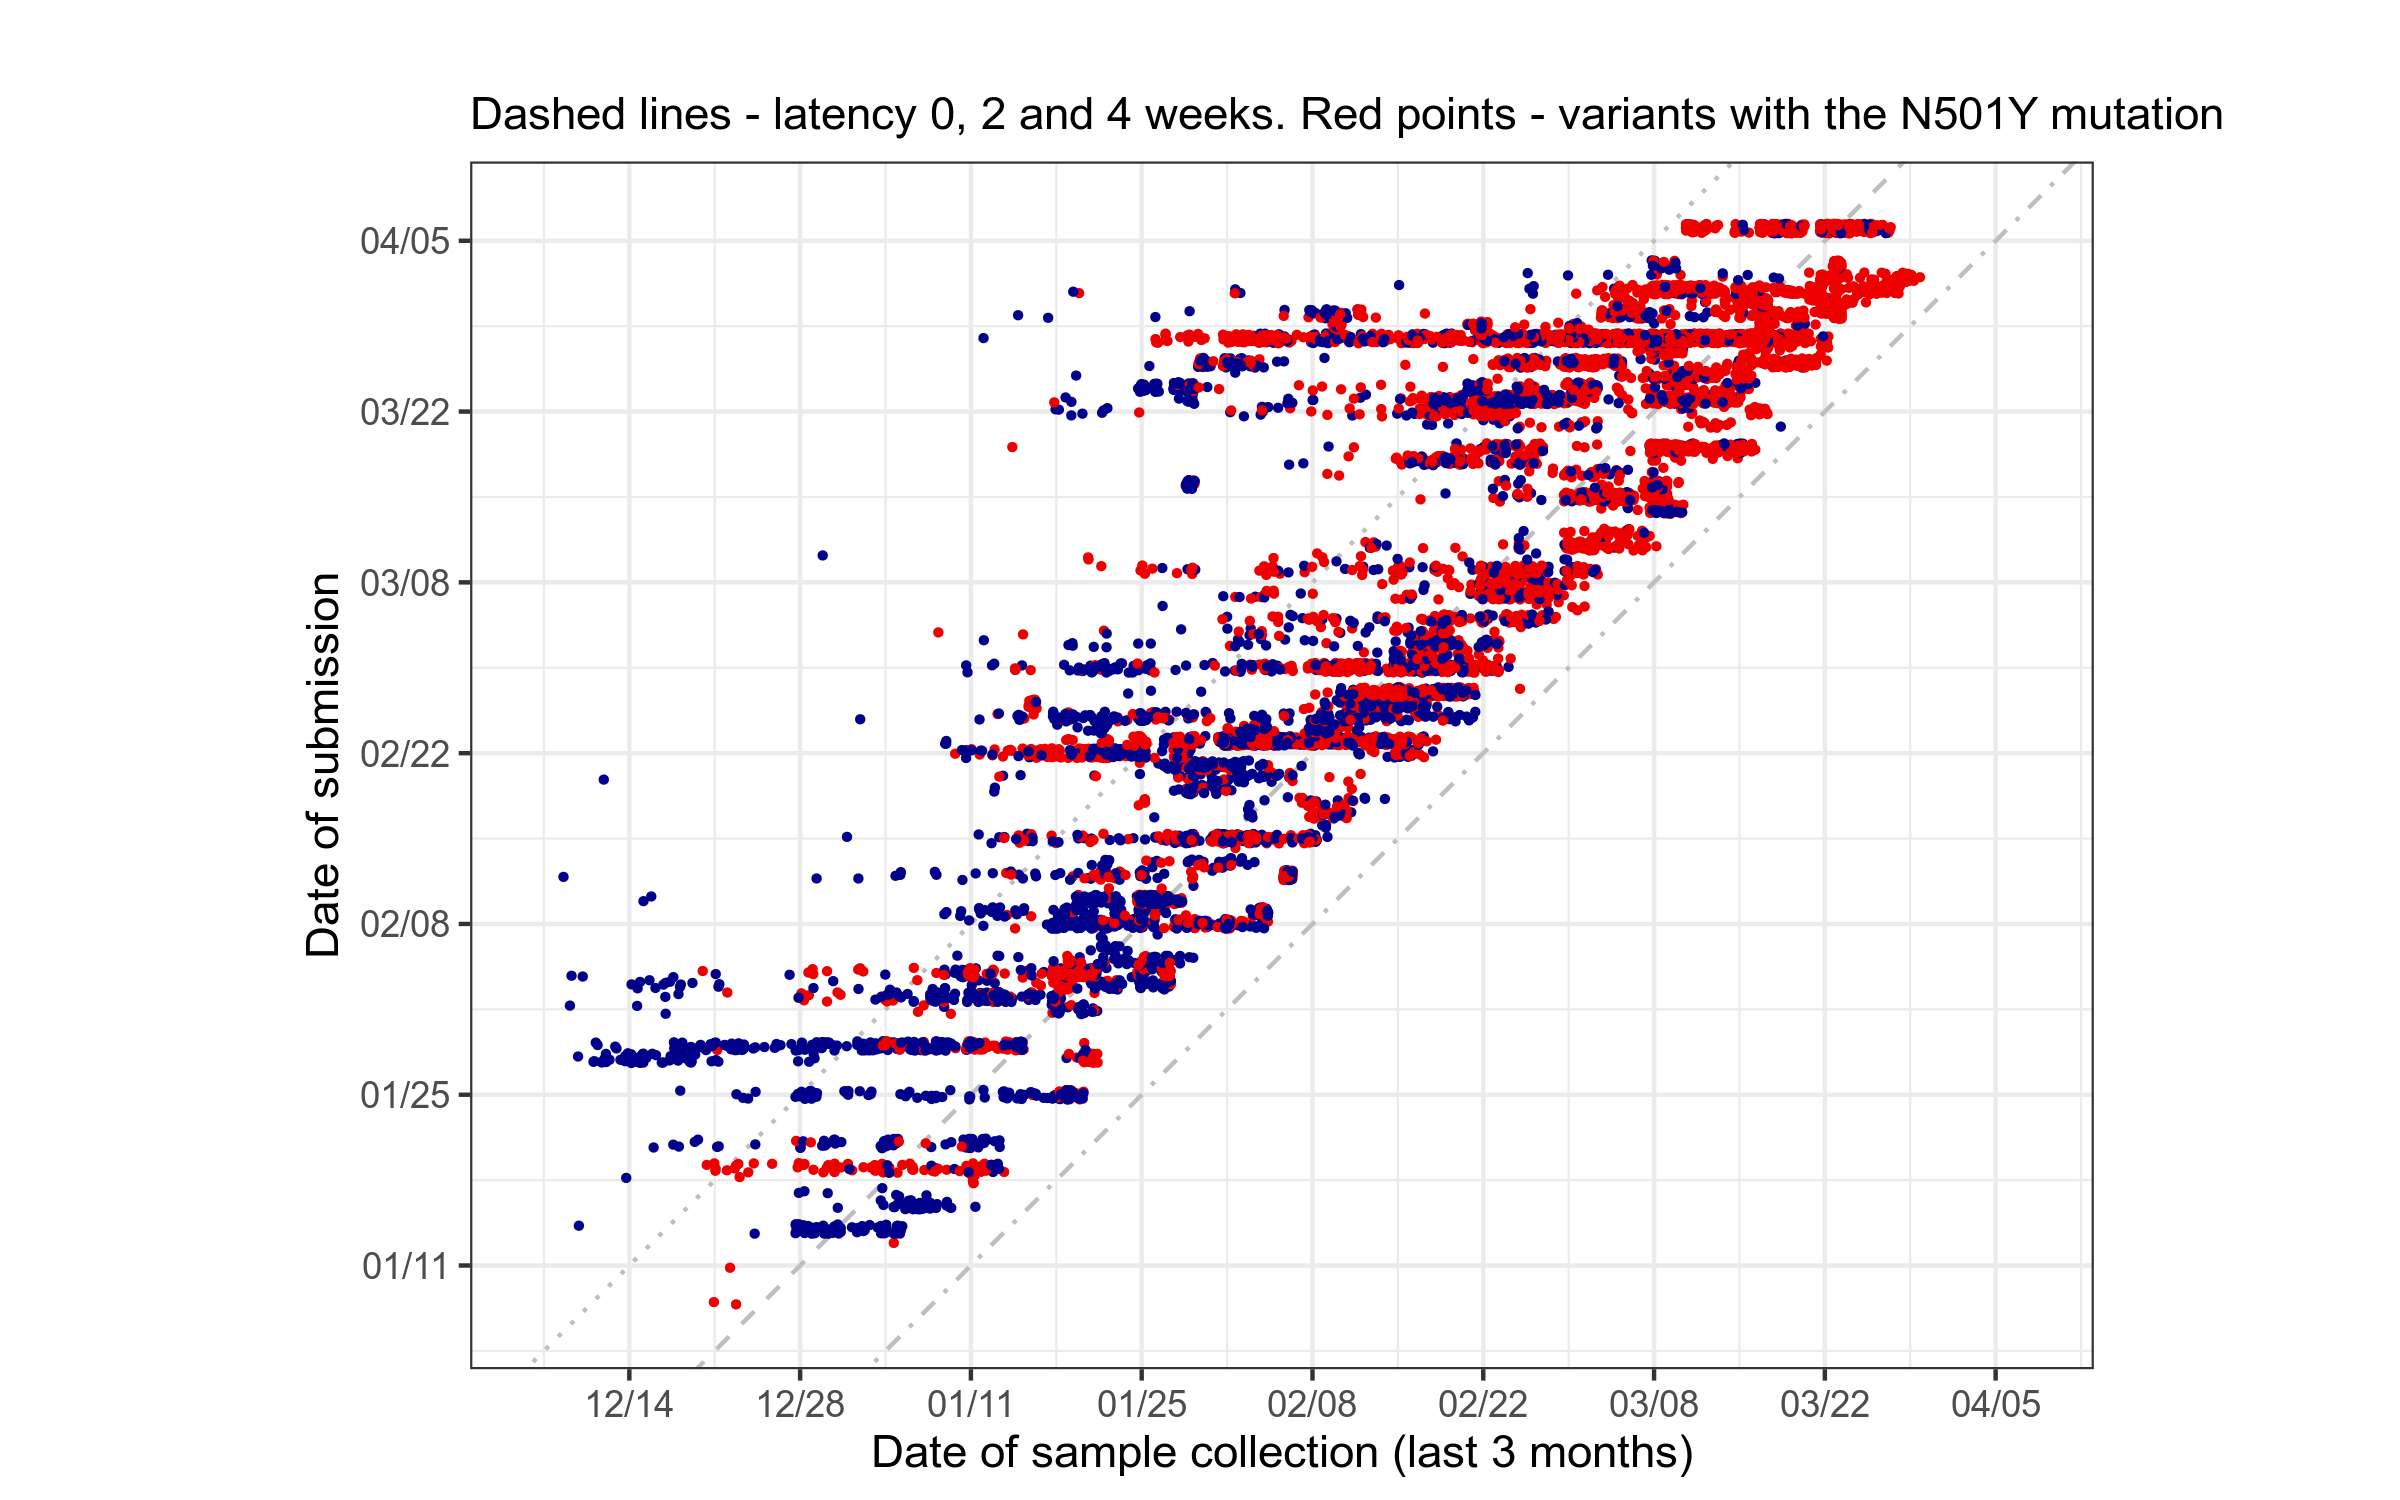 Dashed lines - latency 0, 2 and 4 weeks. Red points - variants with the N501Y mutation
Date of submission
04/05
03/22
03/08
02/22
02/08
01/25
01/11
12/14 12/28 01/11 01/25 02/08 02/22 03/08 03/22 04/05
Date of sample collection (last 3 months)